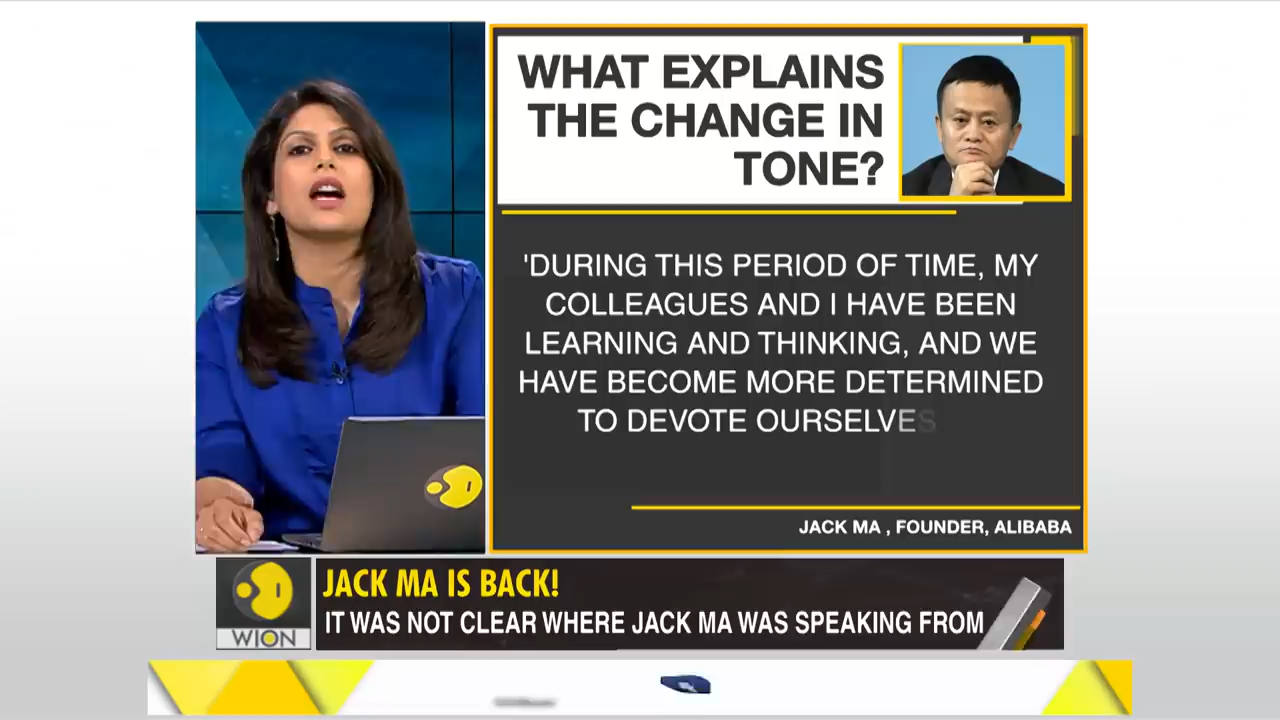 WHAT EXPLAINS
THE CHANGE IN
TONE?
'DURING THIS PERIOD OF TIME, MY
COLLEAGUES AND I HAVE BEEN
LEARNING AND THINKING, AND WE
HAVE BECOME MORE DETERMINED
TO DEVOTE OURSELVES
JACK MA , FOUNDER, ALIBABA
JACK MA IS BACK!
IT WAS NOT CLEAR WHERE JACK MA WAS SPEAKING FROM
WION